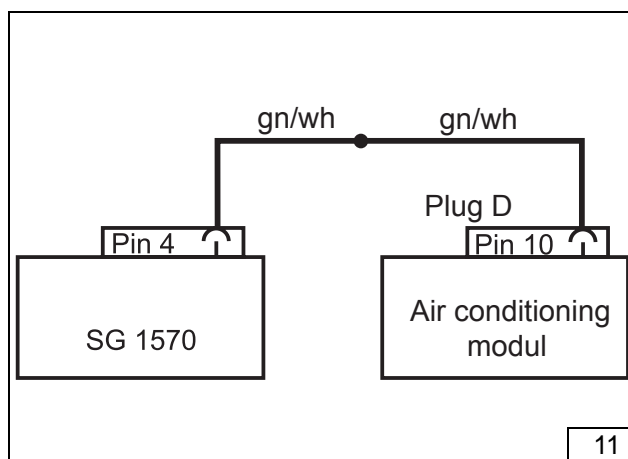 gn/wh gn/wh
Plug D
Pin 4 Pin 10
SG 1570
Air conditioning
modul
11